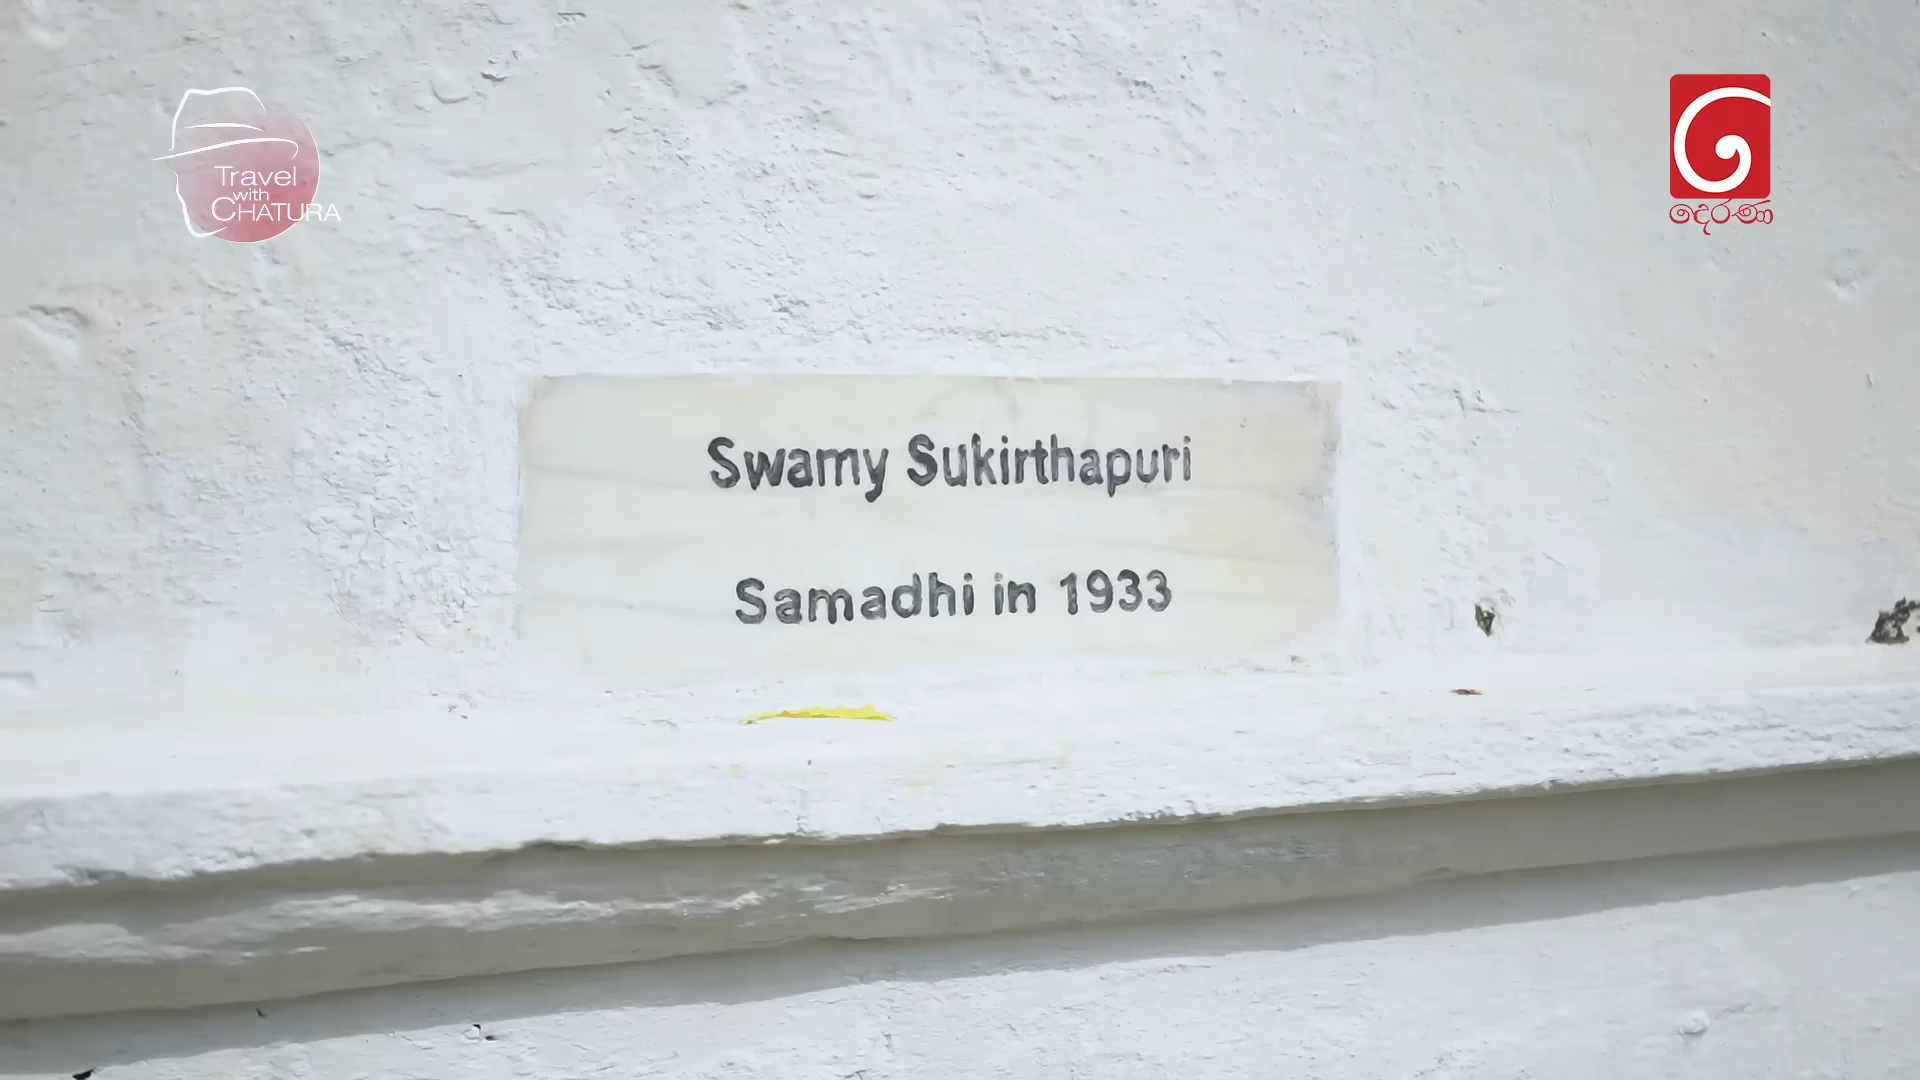 Travel
with
CHATURA
දෙරණ
Swamy Sukirthapuri
Samadhi in 1933